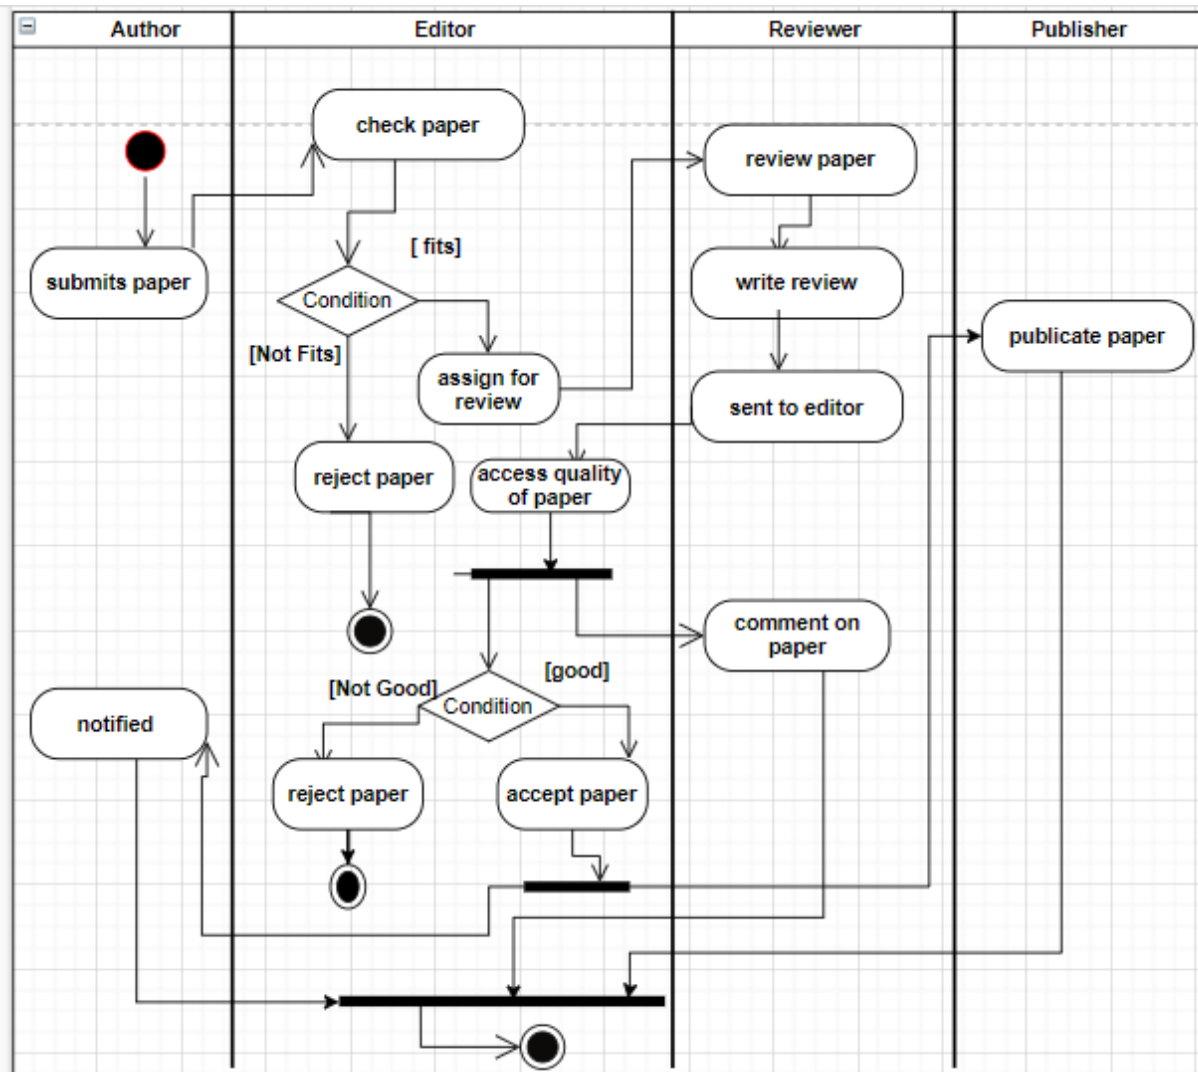 Author
Editor
Reviewer
Publisher
check paper
review paper
[ fits]
submits paper
write review
Condition
publicate paper
[Not Fits]
assign for
review
sent to editor
reject paper
access quality
of paper
comment on
paper
[good]
[Not Good]
Condition
notified
reject paper
accept paper